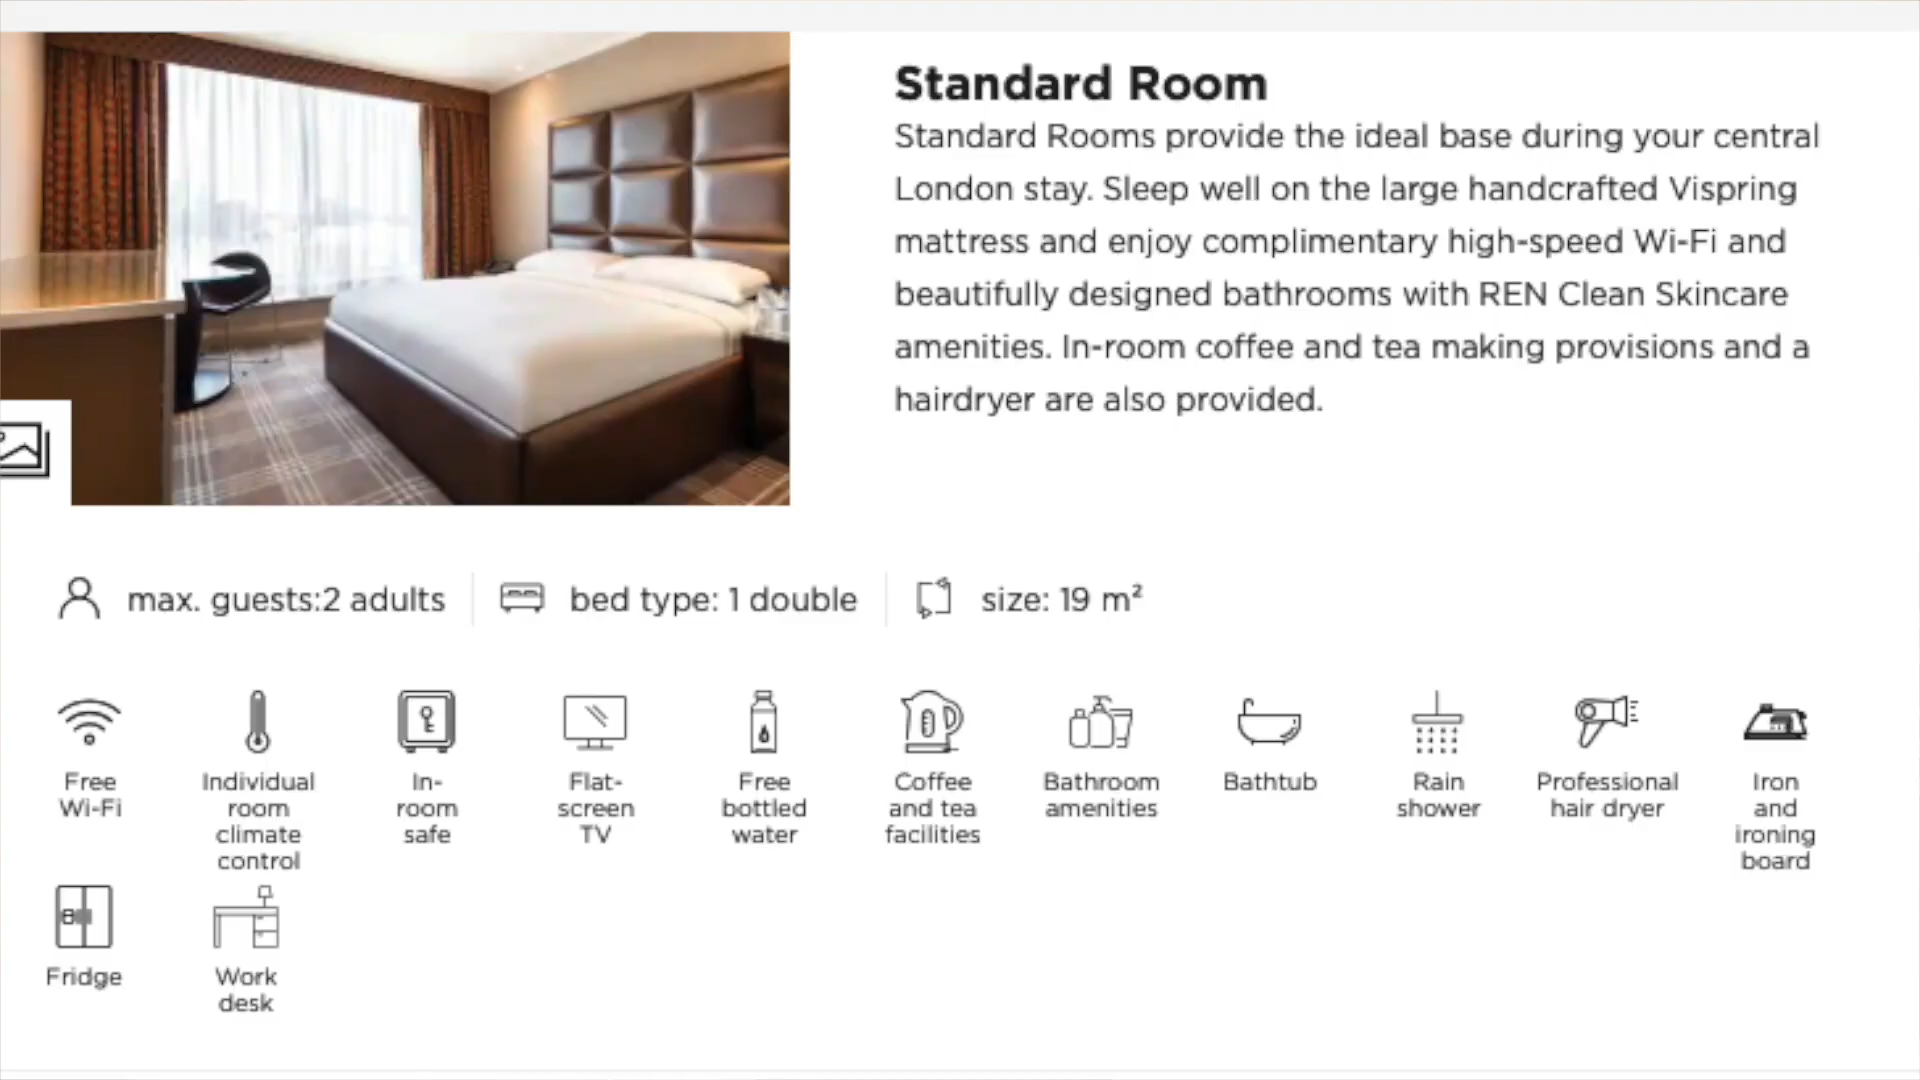 Standard Room
Standard Rooms provide the ideal base during your central
London stay. Sleep well on the large handcrafted Vispring
mattress and enjoy complimentary high-speed Wi-Fi and
beautifully designed bathrooms with REN Clean Skincare
amenities. In-room coffee and tea making provisions and a
hairdryer are also provided.
max. guests:2 adults
bed type: 1 double
size: 19 m²
Free
Wi-Fi
Individual
room
climate
control
In-
room
safe
Flat-
screen
TV
Free
bottled
water
Coffee
and tea
facilities
Bathroom
amenities
Bathtub
Rain
shower
Professional
hair dryer
Iron
and
ironing
board
Fridge
Work
desk